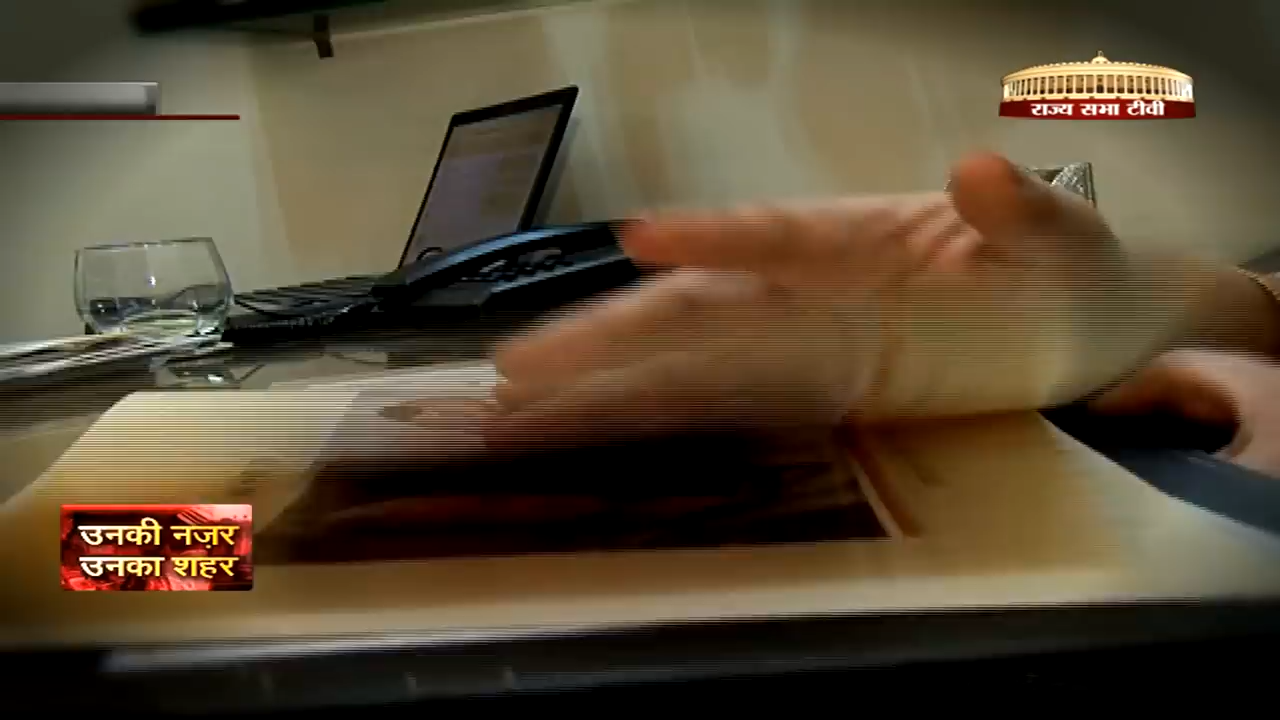 राज्य सभा टीवी
उनकी नज़र
उनका शहर